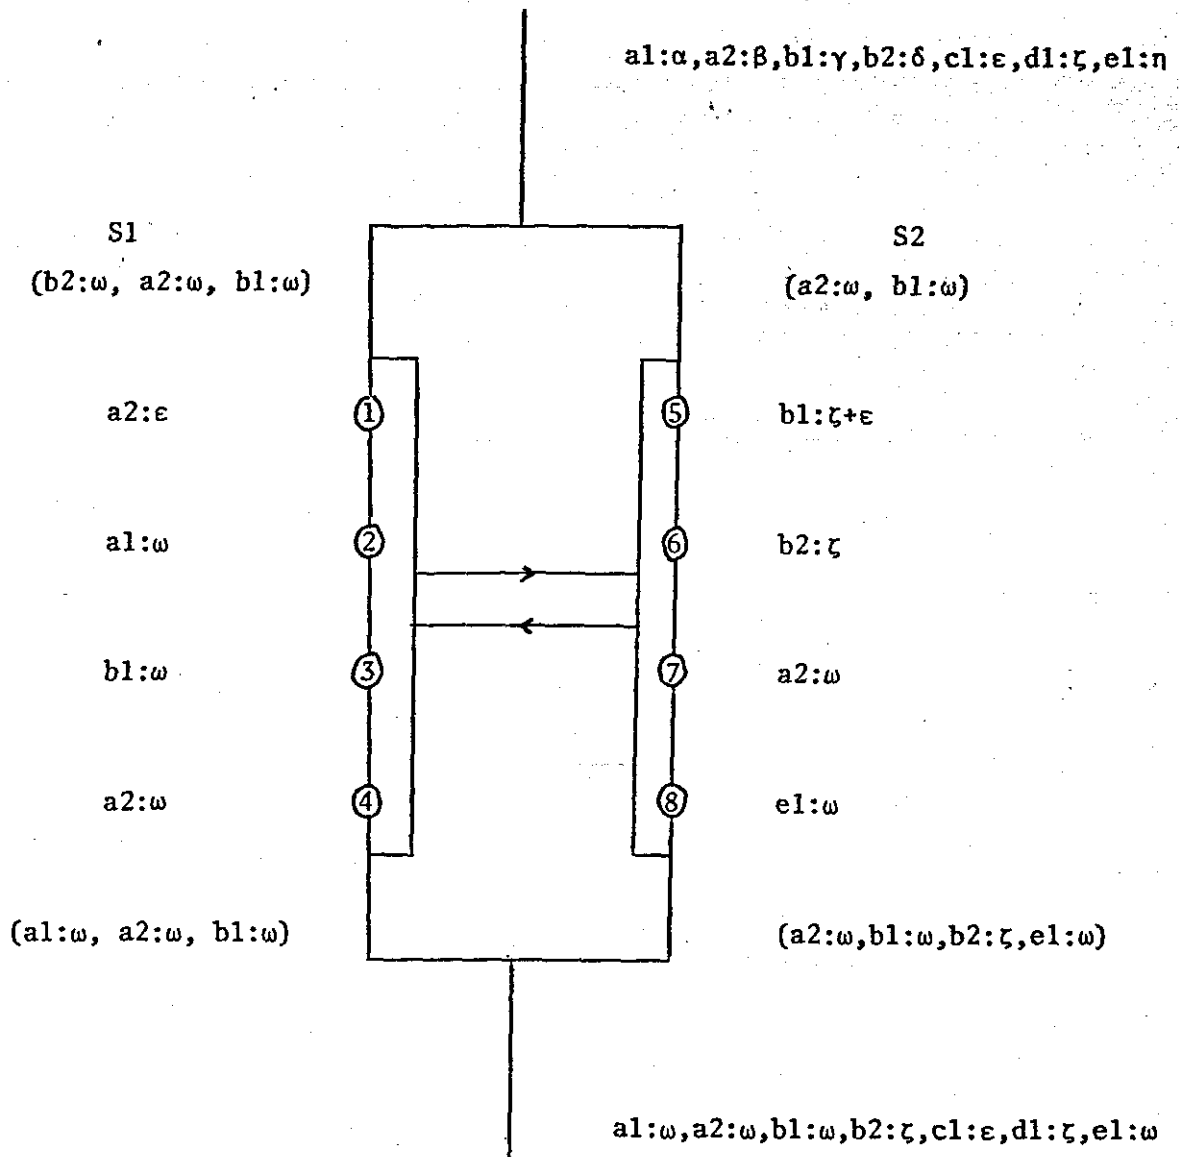 a1:α,a2:β,b1:γ,b2:δ,c1:ε,d1:ζ,e1:η
S1
S2
(b2:ω, a2:ω, b1:ω)
(a2:ω, b1:ω)
a2:ε
1
5
b1:ζ+ε
a1:ω
2
6
b2:ζ
b1:ω
3
7
a2:ω
a2:ω
4
8
e1:ω
(a1:ω, a2:ω, b1:ω)
(a2:ω,b1:ω,b2:ζ,e1:ω)
a1:ω,a2:ω,b1:ω,b2:ζ,c1:ε,d1:ζ,e1:ω